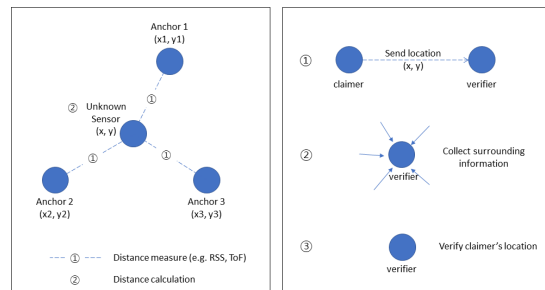 Anchor 1
(x1, y1)
①
② Unknown
Sensor
(x, y)
①
①
Anchor 2
(x2, y2)
Anchor 3
(x3, y3)
① Distance measure (e.g. RSS, ToF)
② Distance calculation
①
Send location
(x, y)
claimer
verifier
②
verifier
Collect surrounding
information
③
verifier
Verify claimer's location